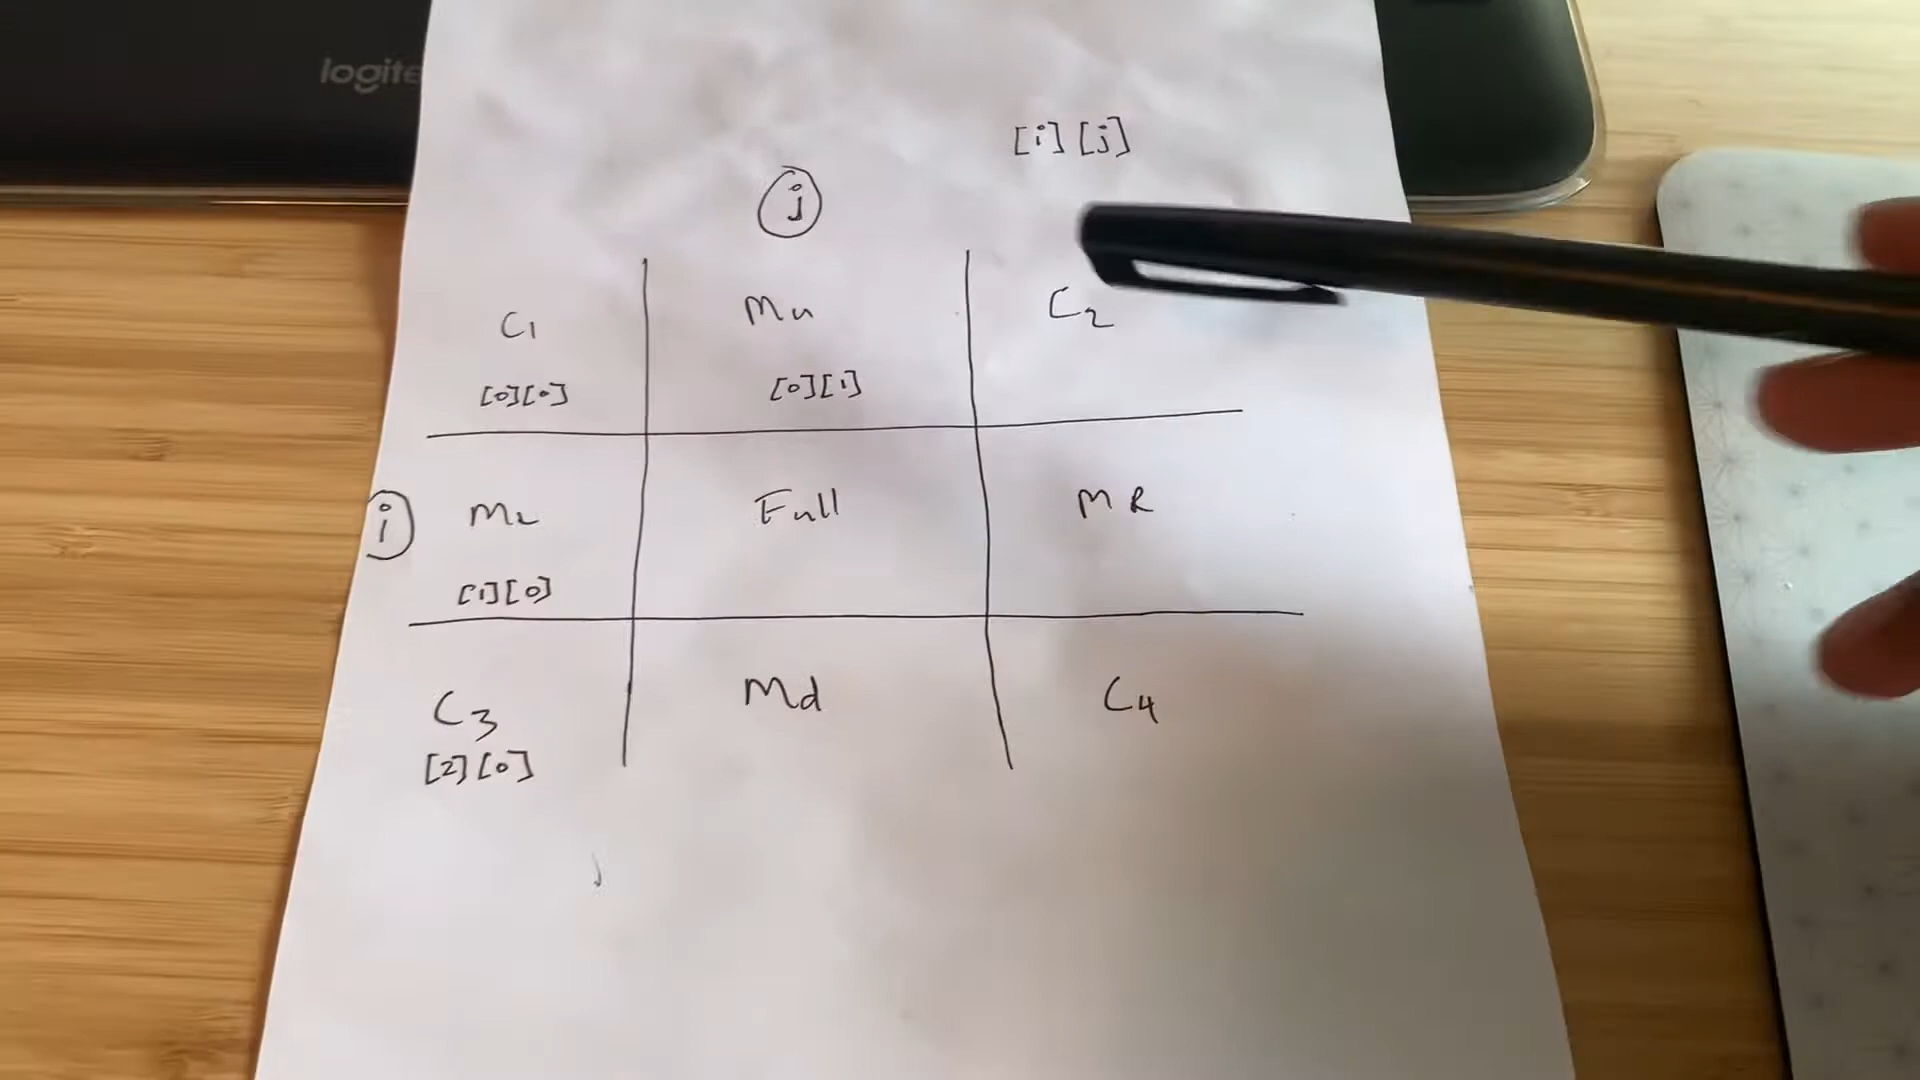 logite
[i][j]
j
C1 Mu C2
[0][0] [0][1]
i ML Full MR
[1][0]
C3 Md C4
[2][0]